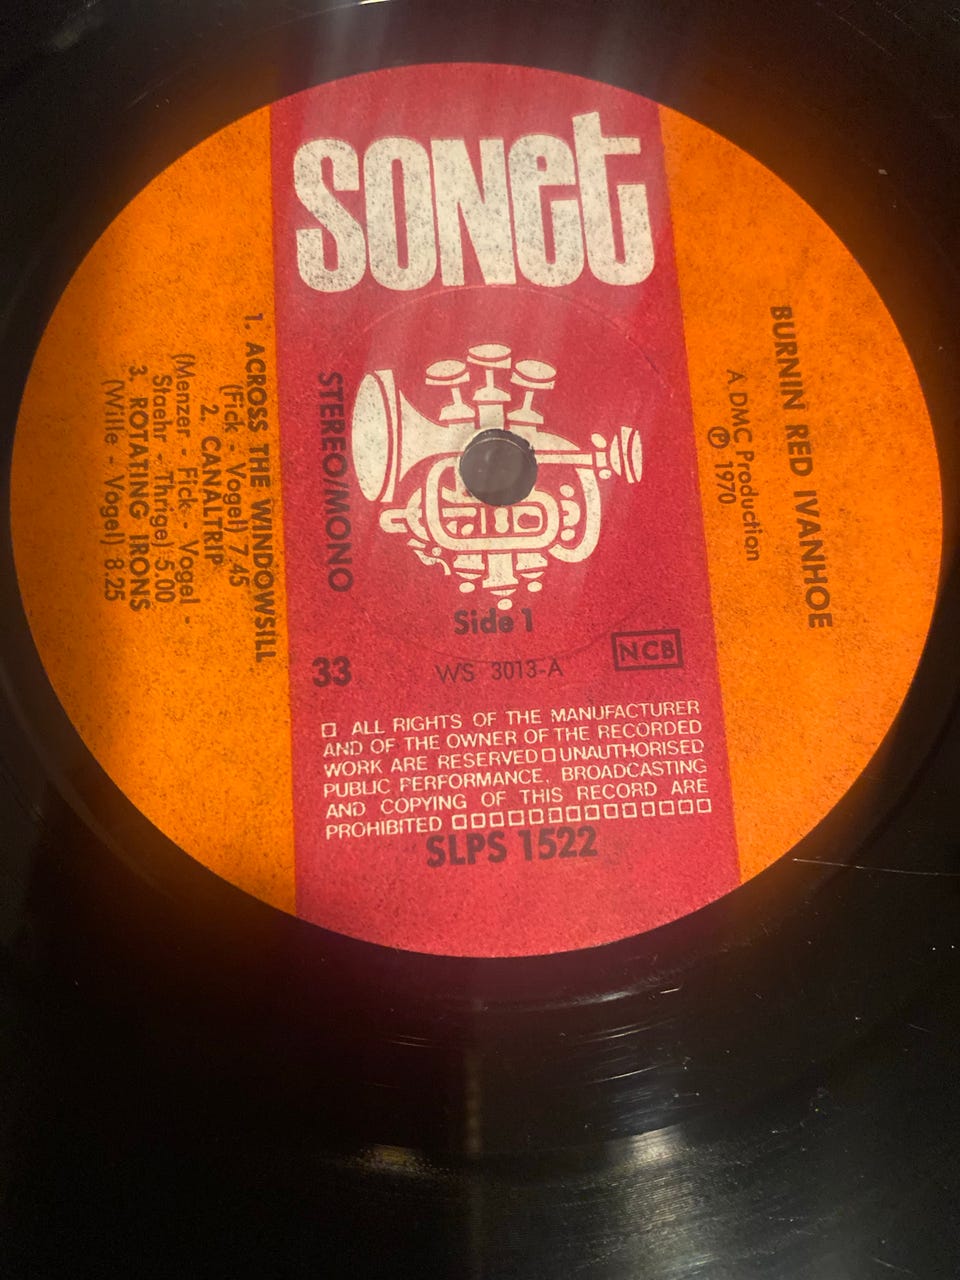 sonet
BURNIN RED IVANHOE
A DMC Production
℗ 1970
STEREO/MONO
1. ACROSS THE WINDOWSILL
(Fick - Vogel) 7.45
2. CANALTRIP
(Menzer - Fick - Vogel -
Staehr - Thrige) 5.00
3. ROTATING IRONS
(Wille - Vogel) 8.25
Side 1
33 WS 3013-A NCB
□ ALL RIGHTS OF THE MANUFACTURER
AND OF THE OWNER OF THE RECORDED
WORK ARE RESERVED □ UNAUTHORISED
PUBLIC PERFORMANCE, BROADCASTING
AND COPYING OF THIS RECORD ARE
PROHIBITED □□□□□□□□□□□□□□
SLPS 1522